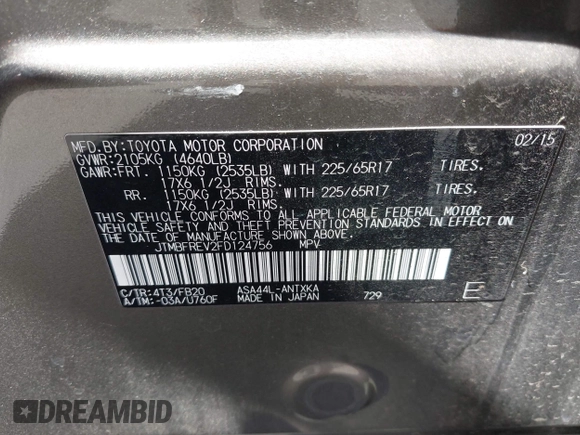 MFD.BY:TOYOTA MOTOR CORPORATION 02/15
GVWR:2105KG (4640LB)
GAWR:FRT. 1150KG (2535LB) WITH 225/65R17 TIRES.
17X6 1/2J RIMS.
RR. 1150KG (2535LB) WITH 225/65R17 TIRES.
17X6 1/2J RIMS.
THIS VEHICLE CONFORMS TO ALL APPLICABLE FEDERAL MOTOR
VEHICLE SAFETY AND THEFT PREVENTION STANDARDS IN EFFECT
ON THE DATE OF MANUFACTURE SHOWN ABOVE.
JTMBFREV2FD124756 MPV
C/TR:4T3/FB20 ASA44L-ANTXKA
A/TM:-03A/U760F MADE IN JAPAN 729 E
DREAMBID